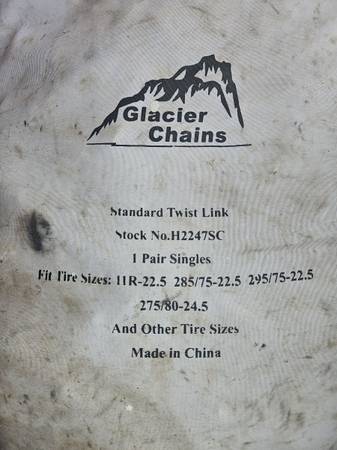 Glacier
Chains
Standard Twist Link
Stock No.H2247SC
1 Pair Singles
Fit Tire Sizes: 11R-22.5 285/75-22.5 295/75-22.5
275/80-24.5
And Other Tire Sizes
Made in China